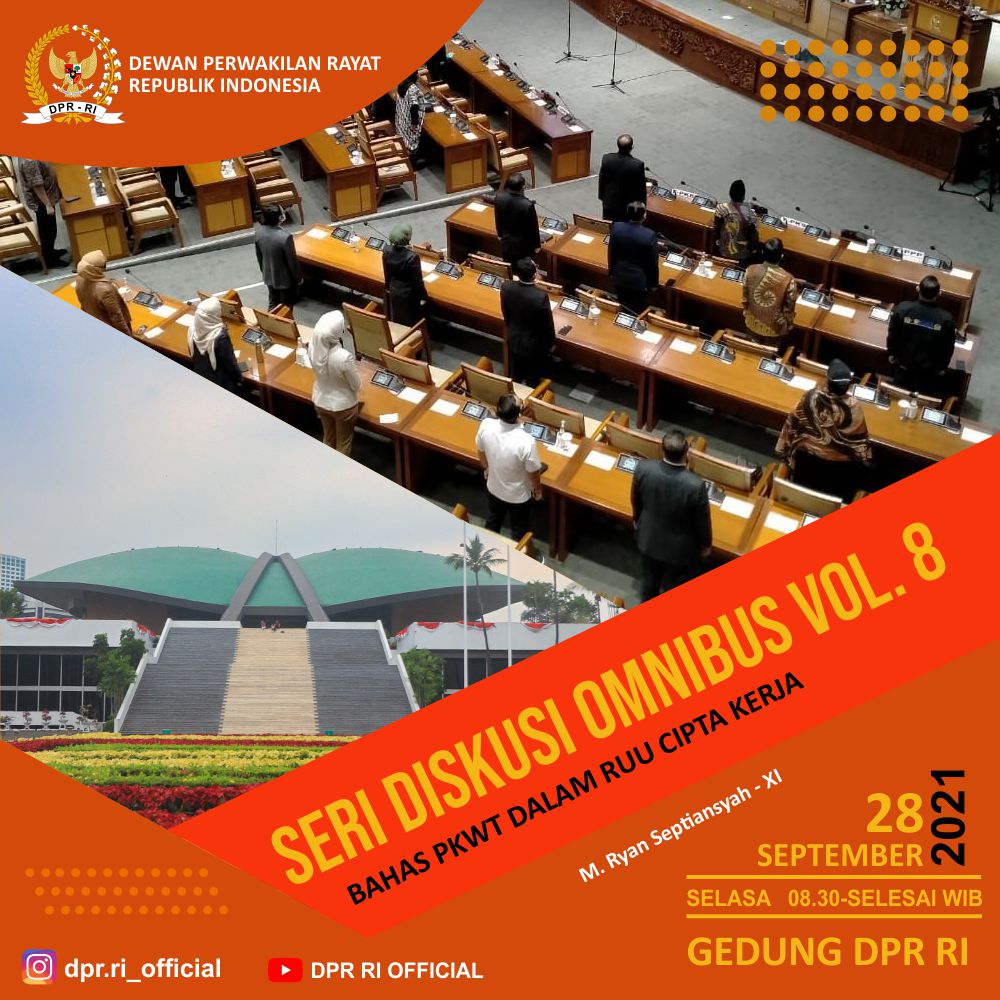 DEWAN PERWAKILAN RAYAT
REPUBLIK INDONESIA
DPR - RI
SERI DISKUSI OMNIBUS VOL. 8
BAHAS PKWT DALAM RUU CIPTA KERJA
M. Ryan Septiansyah - XI
28
SEPTEMBER
2021
SELASA 08.30-SELESAI WIB
GEDUNG DPR RI
dpr.ri_official
DPR RI OFFICIAL